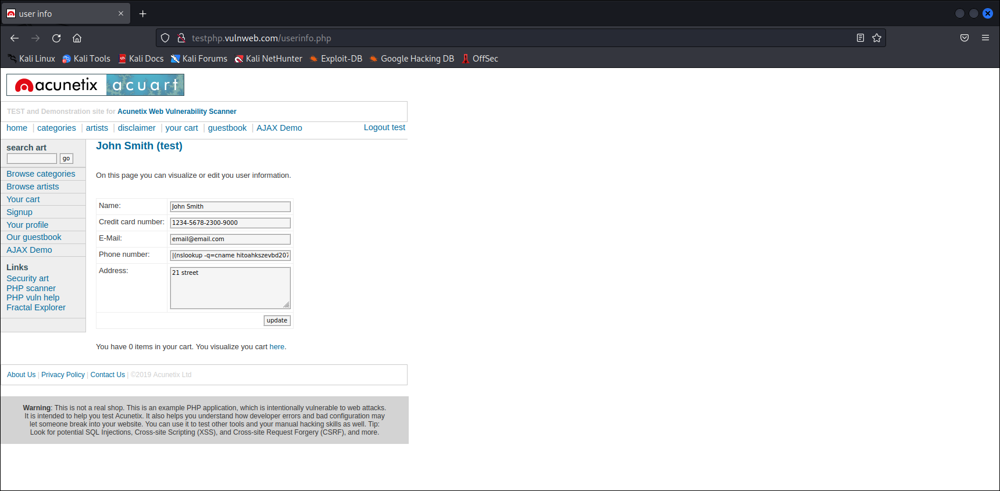 user info
testphp.vulnweb.com/userinfo.php
Kali Linux Kali Tools Kali Docs Kali Forums Kali NetHunter Exploit-DB Google Hacking DB OffSec
acunetix acuart
TEST and Demonstration site for Acunetix Web Vulnerability Scanner
home | categories | artists | disclaimer | your cart | guestbook | AJAX Demo Logout test
search art
go
Browse categories
Browse artists
Your cart
Signup
Your profile
Our guestbook
AJAX Demo
Links
Security art
PHP scanner
PHP vuln help
Fractal Explorer
John Smith (test)
On this page you can visualize or edit you user information.
Name: John Smith
Credit card number: 1234-5678-2300-9000
E-Mail: email@email.com
Phone number: |(nslookup -q=cname hitoahkszevbd207
Address: 21 street
update
You have 0 items in your cart. You visualize you cart here.
About Us | Privacy Policy | Contact Us | ©2019 Acunetix Ltd
Warning: This is not a real shop. This is an example PHP application, which is intentionally vulnerable to web attacks.
It is intended to help you test Acunetix. It also helps you understand how developer errors and bad configuration may
let someone break into your website. You can use it to test other tools and your manual hacking skills as well. Tip:
Look for potential SQL Injections, Cross-site Scripting (XSS), and Cross-site Request Forgery (CSRF), and more.